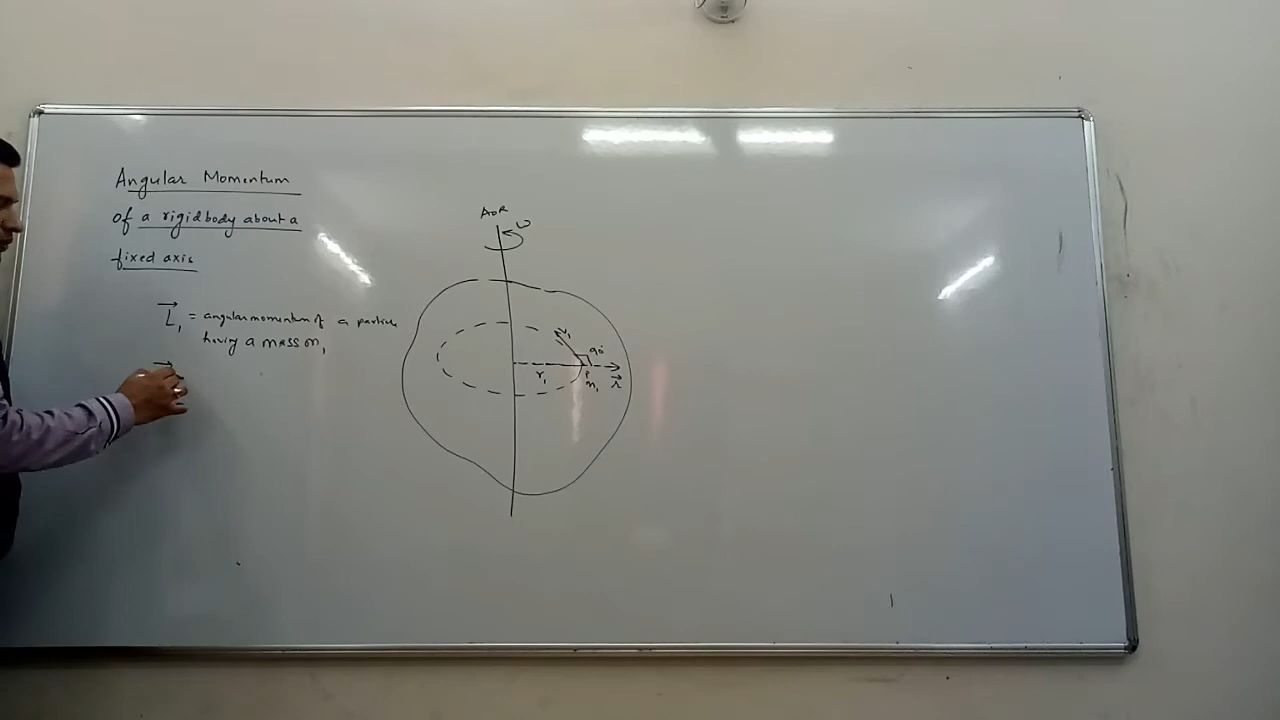 Angular Momentum
of a rigid body about a
fixed axis
L₁ = angular momentum of a particle
having a mass m₁
AOR
ω
v₁
90°
r₁
m₁